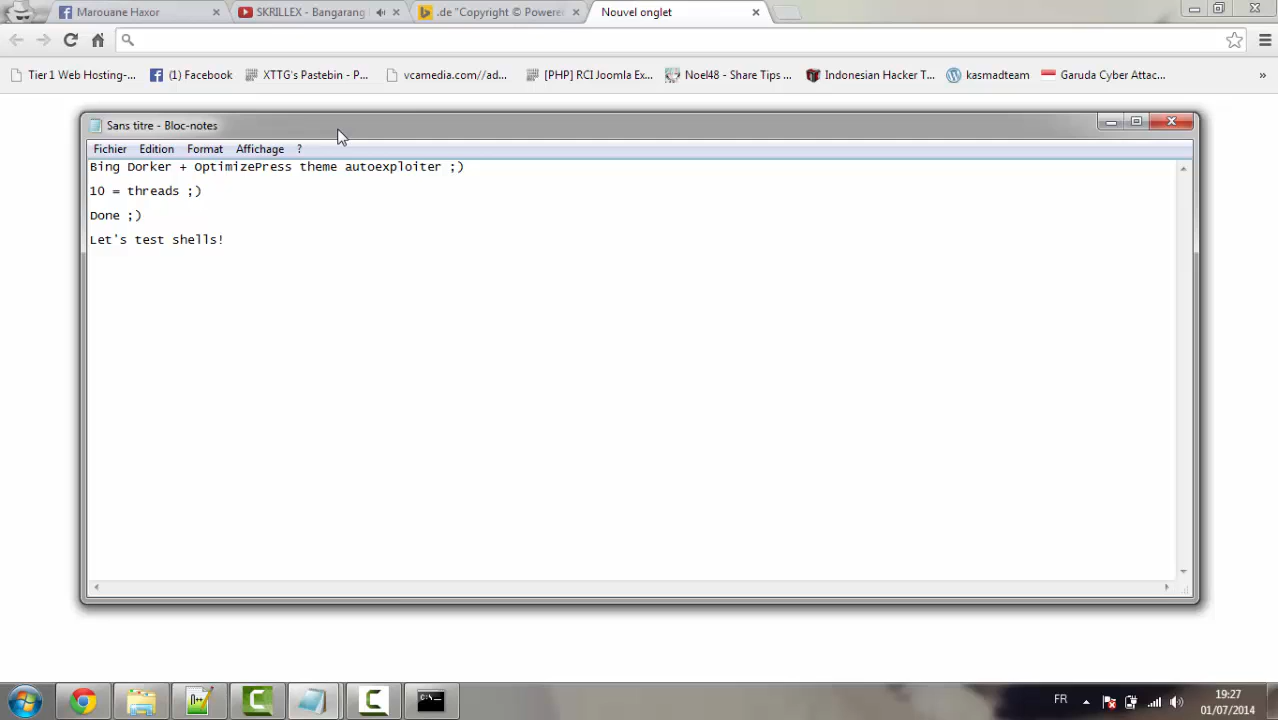 Marouane Haxor
SKRILLEX - Bangarang
.de "Copyright © Powere
Nouvel onglet
Tier 1 Web Hosting-...
(1) Facebook
XTTG's Pastebin - P...
vcamedia.com//ad...
[PHP] RCI Joomla Ex...
Noel48 - Share Tips ...
Indonesian Hacker T...
kasmadteam
Garuda Cyber Attac...
»
Sans titre - Bloc-notes
Fichier Edition Format Affichage ?
Bing Dorker + OptimizePress theme autoexploiter ;)
10 = threads ;)
Done ;)
Let's test shells!
FR
19:27
01/07/2014